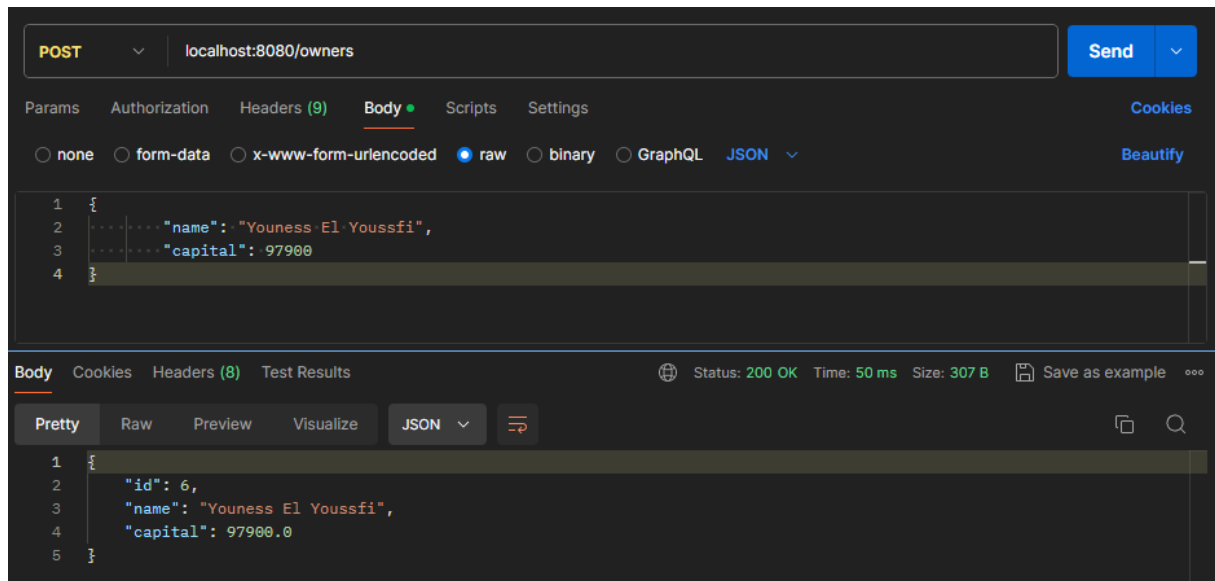 POST localhost:8080/owners Send
Params Authorization Headers (9) Body Scripts Settings Cookies
none form-data x-www-form-urlencoded raw binary GraphQL JSON Beautify
1 {
2 "name": "Youness El Youssfi",
3 "capital": 97900
4 }
Body Cookies Headers (8) Test Results Status: 200 OK Time: 50 ms Size: 307 B Save as example
Pretty Raw Preview Visualize JSON
1 {
2 "id": 6,
3 "name": "Youness El Youssfi",
4 "capital": 97900.0
5 }